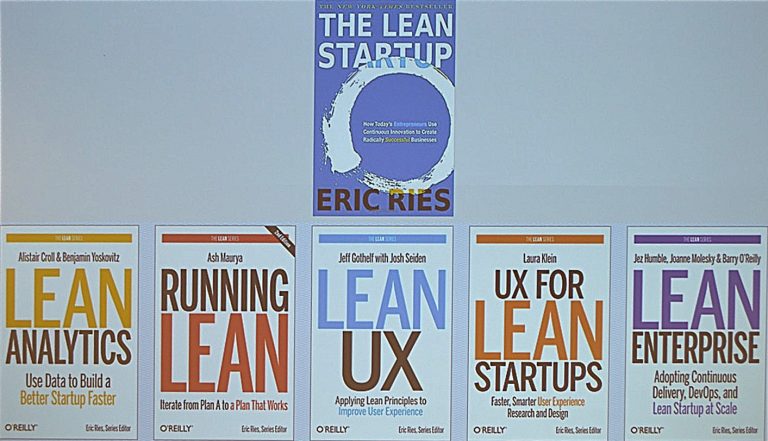 THE NEW YORK TIMES BESTSELLER
THE LEAN
STARTUP
How Today's Entrepreneurs Use
Continuous Innovation to Create
Radically Successful Businesses
ERIC RIES
THE LEAN SERIES
Alistair Croll & Benjamin Yoskovitz
LEAN
ANALYTICS
Use Data to Build a
Better Startup Faster
O'REILLY®
Eric Ries, Series Editor
THE LEAN SERIES
2nd Edition
Ash Maurya
RUNNING
LEAN
Iterate from Plan A to a Plan That Works
O'REILLY®
Eric Ries, Series Editor
THE LEAN SERIES
Jeff Gothelf with Josh Seiden
LEAN
UX
Applying Lean Principles to
Improve User Experience
O'REILLY®
Eric Ries, Series Editor
THE LEAN SERIES
Laura Klein
UX FOR
LEAN
STARTUPS
Faster, Smarter User Experience
Research and Design
O'REILLY®
Eric Ries, Series Editor
THE LEAN SERIES
Jez Humble, Joanne Molesky & Barry O'Reilly
LEAN
ENTERPRISE
Adopting Continuous
Delivery, DevOps, and
Lean Startup at Scale
O'REILLY®
Eric Ries, Series Editor